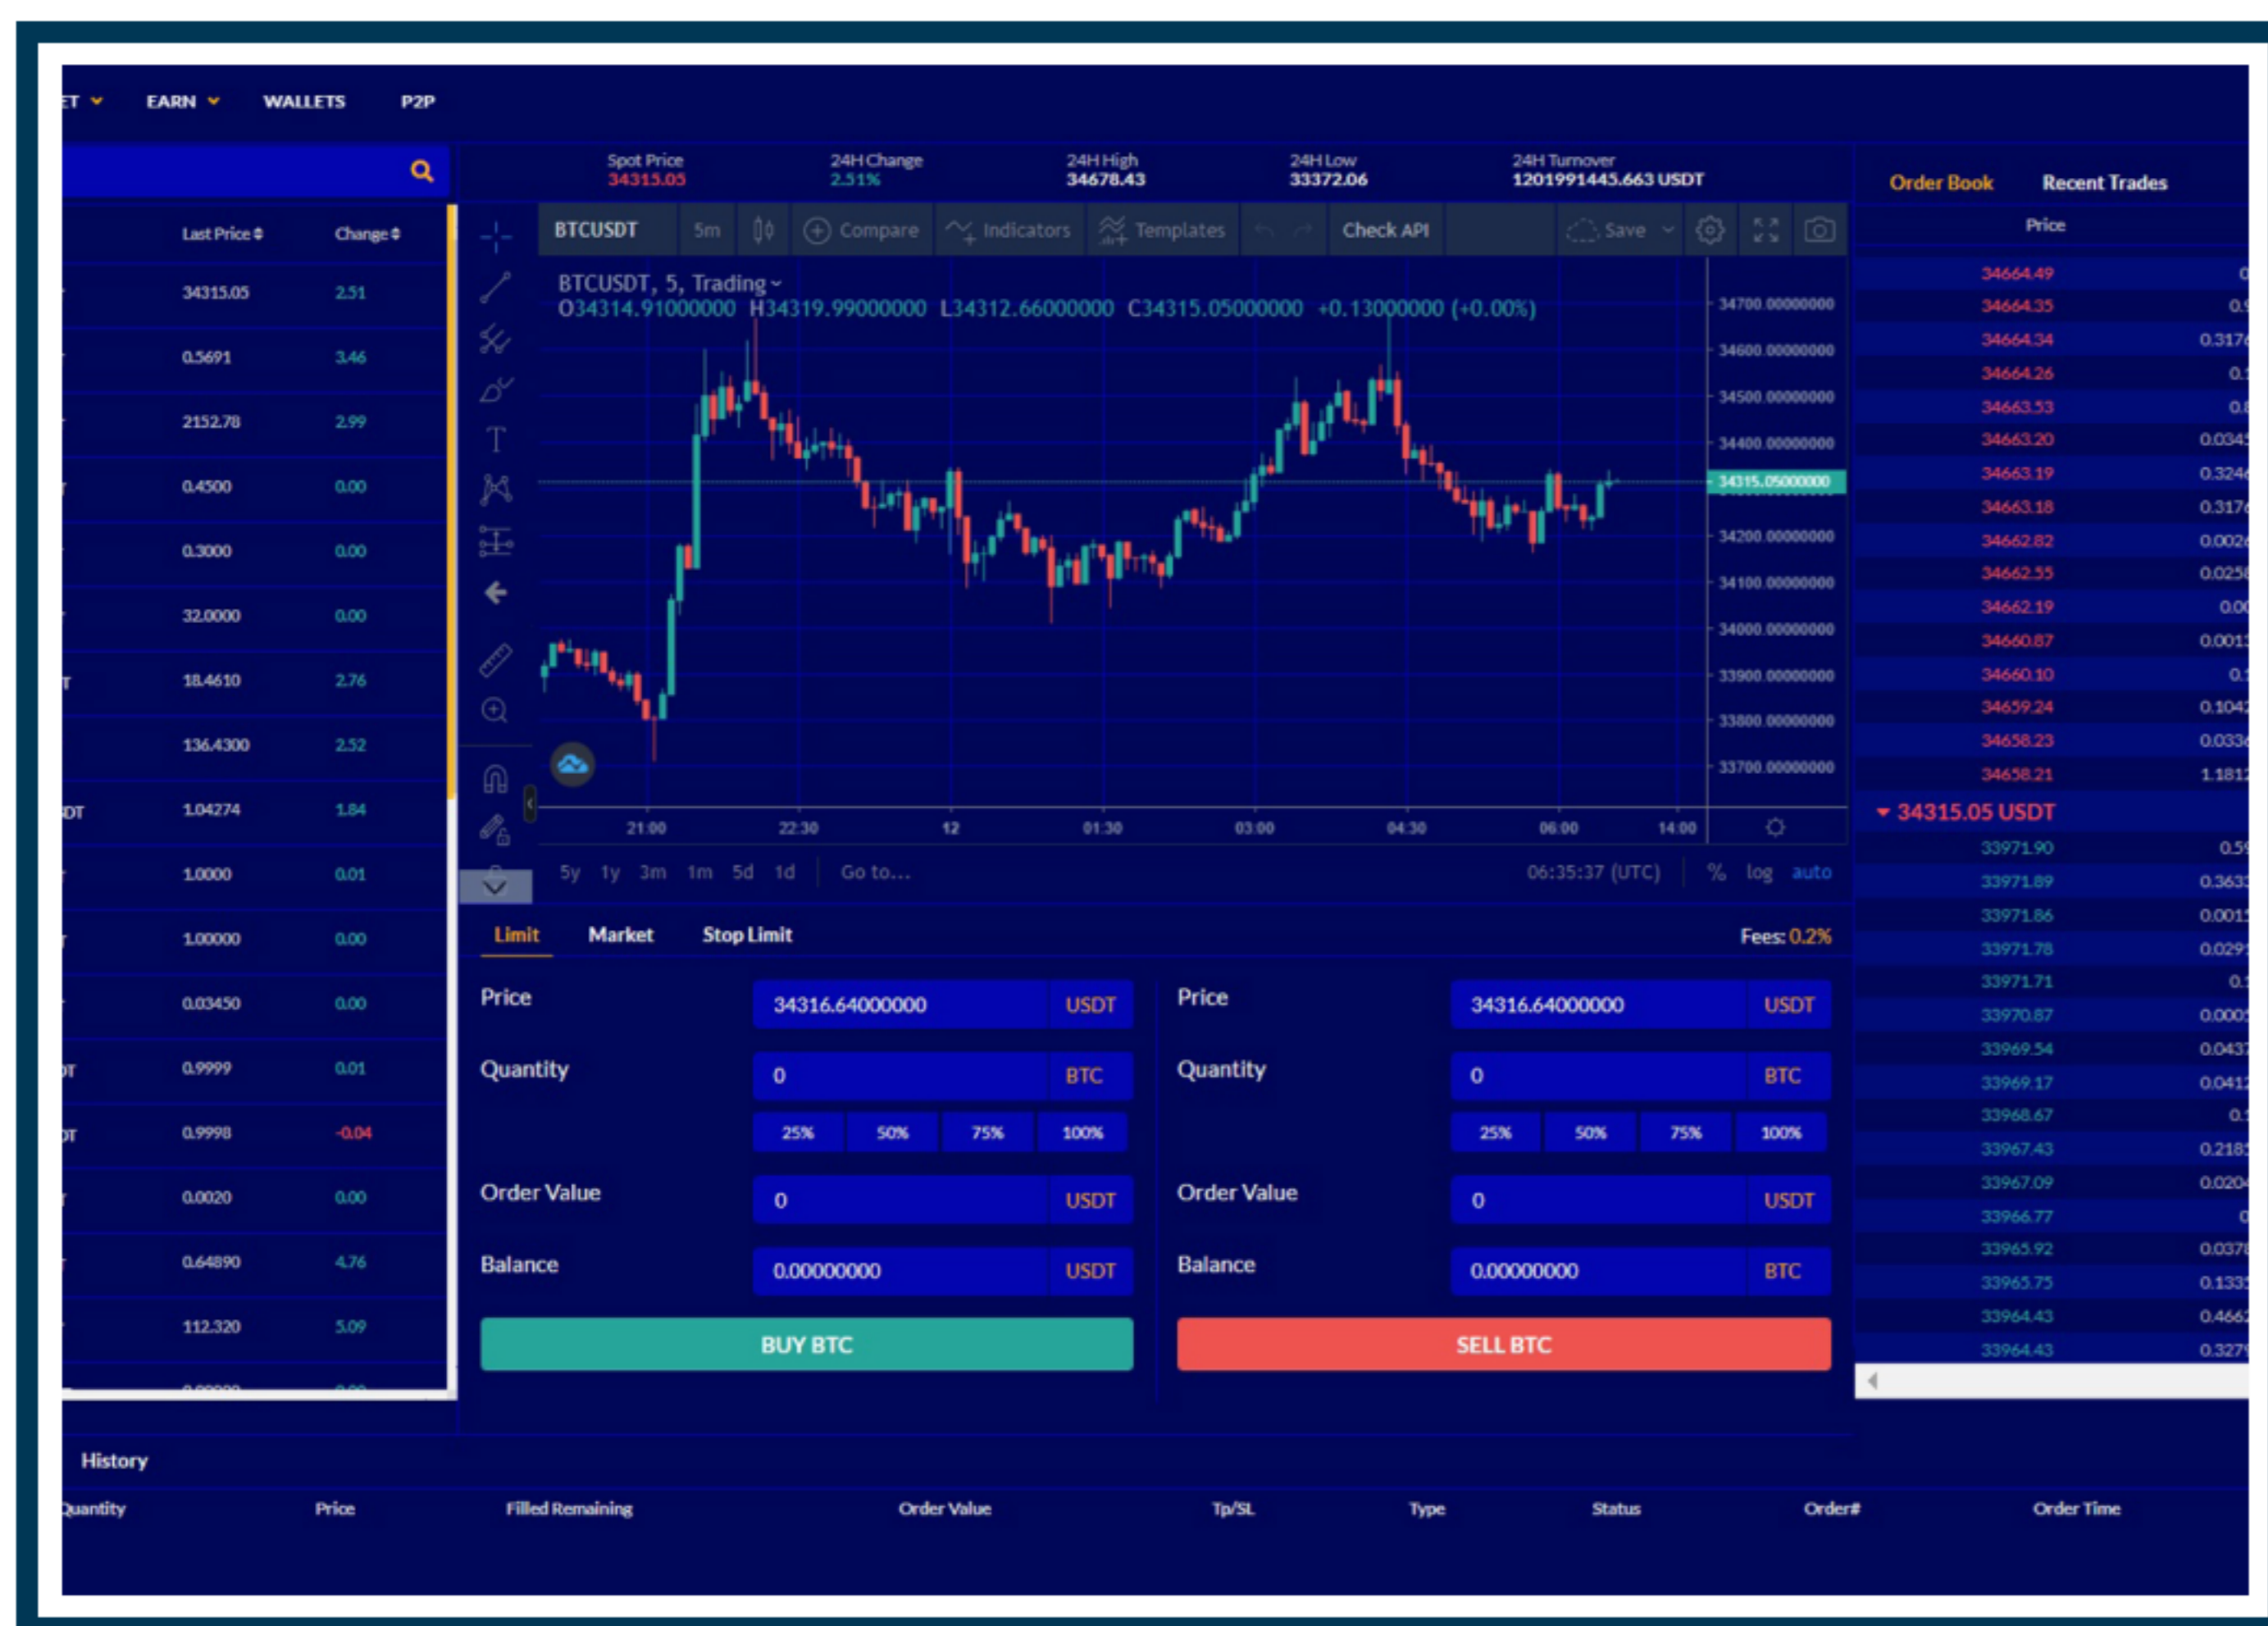 EARN WALLETS P2P
Spot Price 24H Change 24H High 24H Low 24H Turnover
34315.05 2.51% 34678.43 33372.06 1201991445.663 USDT
Order Book Recent Trades
Price
Last Price Change
34315.05 2.51
0.5691 3.46
2152.78 2.99
0.4500 0.00
0.3000 0.00
32.0000 0.00
18.4610 2.76
136.4300 2.52
1.04274 1.84
1.0000 0.01
1.00000 0.00
0.03450 0.00
0.9999 0.01
0.9998 -0.04
0.0020 0.00
0.64890 4.76
112.320 5.09
BTCUSDT 5m Compare Indicators Templates Check API Save
BTCUSDT, 5, Trading
O34314.91000000 H34319.99000000 L34312.66000000 C34315.05000000 +0.13000000 (+0.00%)
34700.00000000
34600.00000000
34500.00000000
34400.00000000
34315.05000000
34200.00000000
34100.00000000
34000.00000000
33900.00000000
33800.00000000
33700.00000000
21:00 22:30 12 01:30 03:00 04:30 06:00 14:00
5y 1y 3m 1m 5d 1d Go to... 06:35:37 (UTC) % log auto
Limit Market Stop Limit Fees: 0.2%
Price 34316.64000000 USDT Price 34316.64000000 USDT
Quantity 0 BTC Quantity 0 BTC
25% 50% 75% 100% 25% 50% 75% 100%
Order Value 0 USDT Order Value 0 USDT
Balance 0.00000000 USDT Balance 0.00000000 BTC
BUY BTC SELL BTC
34664.49
34664.35
34664.34
34664.26
34663.53
34663.20
34663.19
34663.18
34662.82
34662.55
34662.19
34660.87
34660.10
34659.24
34658.23
34658.21
34315.05 USDT
33971.90
33971.89
33971.86
33971.78
33971.71
33970.87
33969.54
33969.17
33968.67
33967.43
33967.09
33966.77
33965.92
33965.75
33964.43
33964.43
History
Quantity Price Filled Remaining Order Value Tp/SL Type Status Order# Order Time